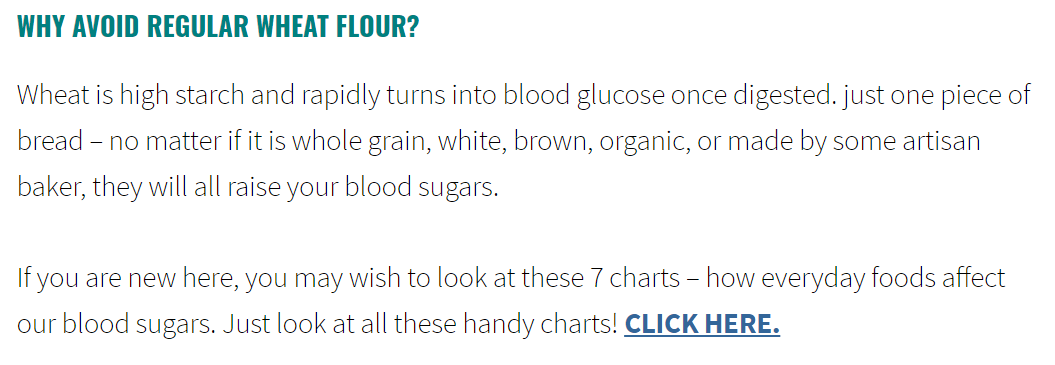 WHY AVOID REGULAR WHEAT FLOUR?
Wheat is high starch and rapidly turns into blood glucose once digested. just one piece of
bread – no matter if it is whole grain, white, brown, organic, or made by some artisan
baker, they will all raise your blood sugars.
If you are new here, you may wish to look at these 7 charts – how everyday foods affect
our blood sugars. Just look at all these handy charts! CLICK HERE.